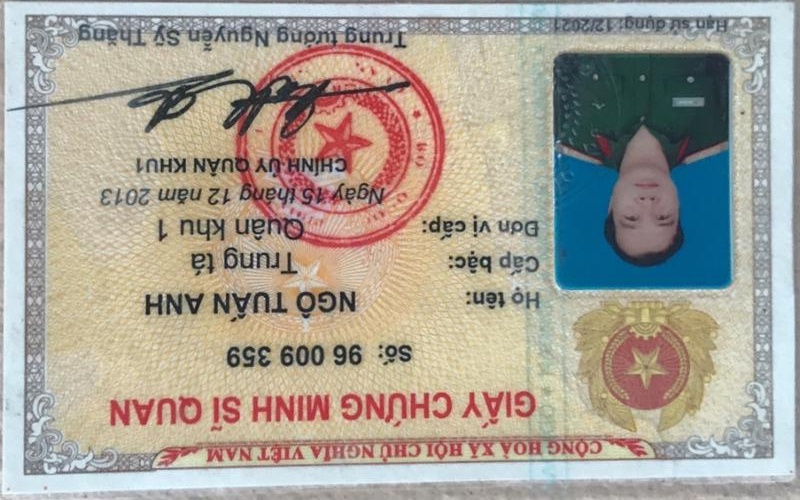 CỘNG HOÀ XÃ HỘI CHỦ NGHĨA VIỆT NAM
GIẤY CHỨNG MINH SĨ QUAN
Số: 96 009 359
Họ tên: NGÔ TUẤN ANH
Cấp bậc: Trung tá
Đơn vị cấp: Quân khu 1
Ngày 15 tháng 12 năm 2013
CHÍNH ỦY QUÂN KHU1
Trung tướng Nguyễn Sỹ Thăng
Hạn sử dụng: 12/2021